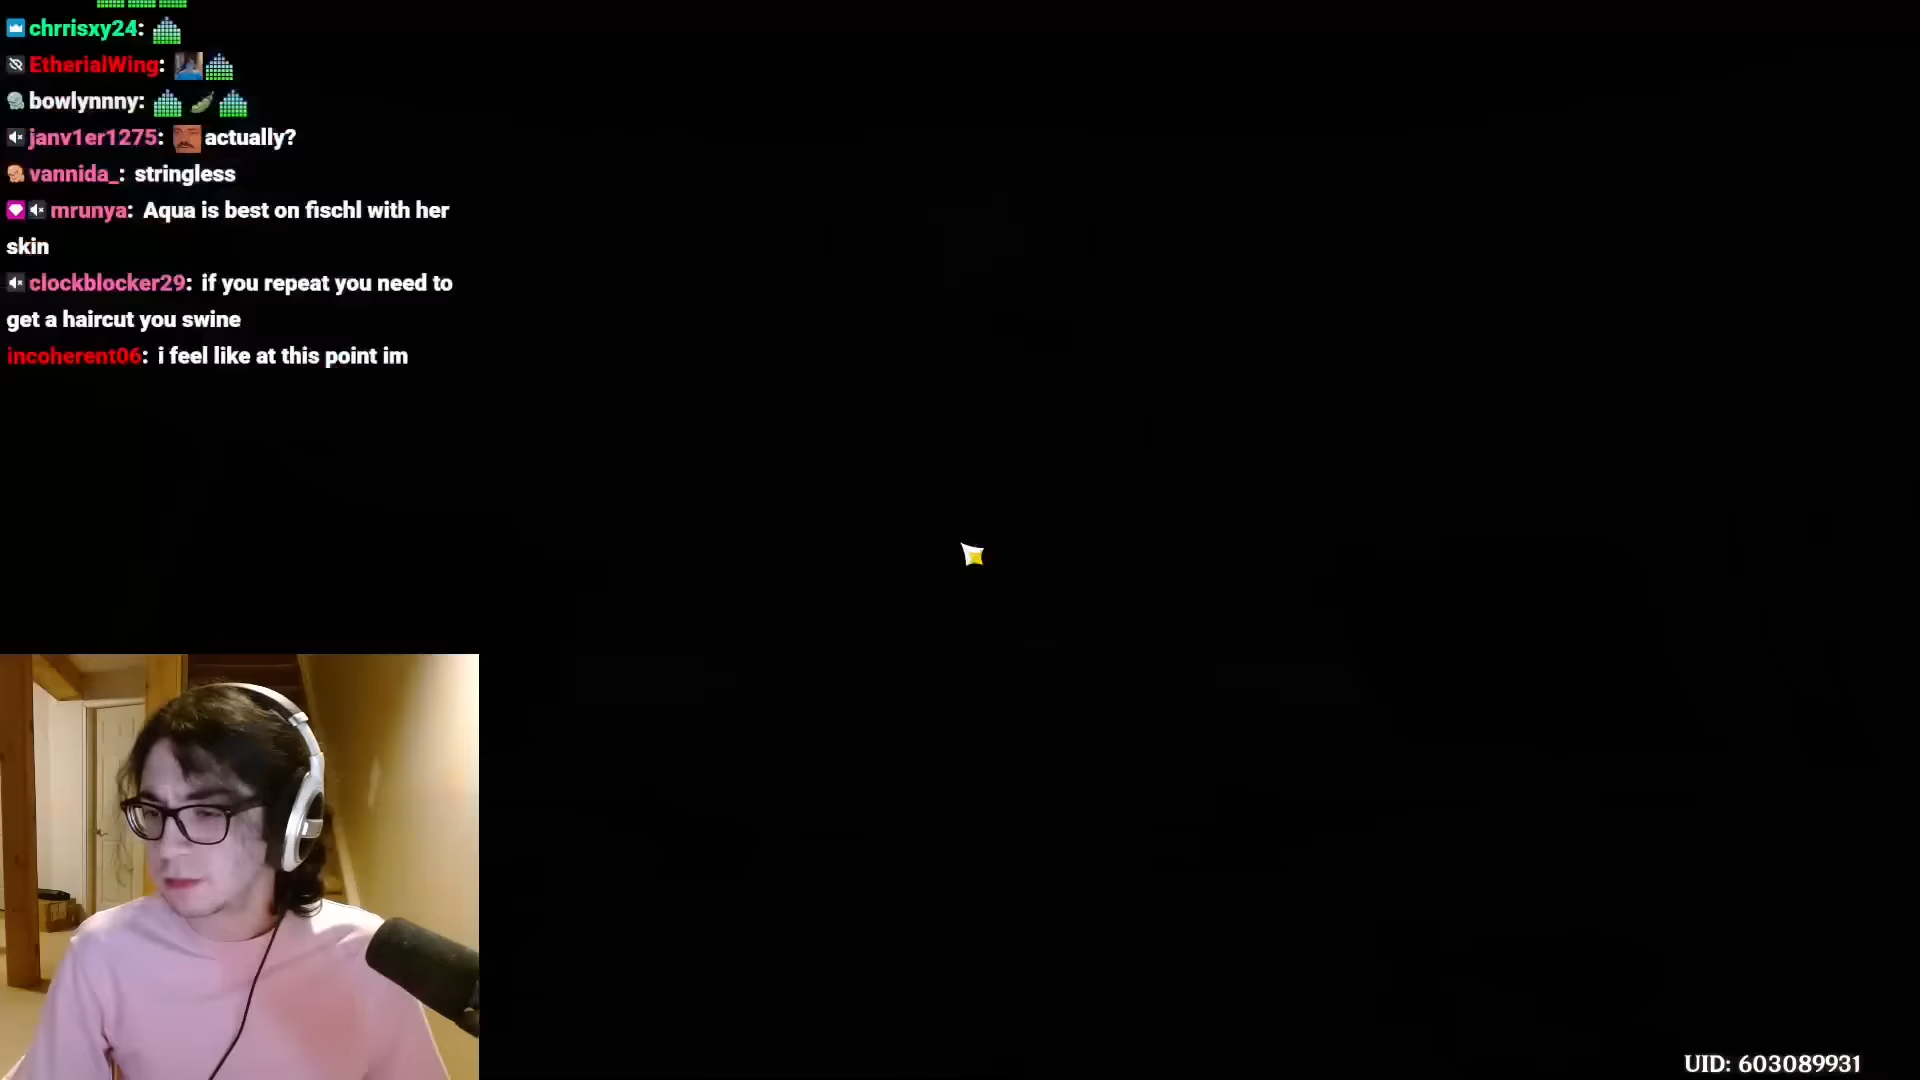 chrrisxy24:
EtherialWing:
bowlynnny:
janv1er1275: actually?
vannida_: stringless
mrunya: Aqua is best on fischl with her
skin
clockblocker29: if you repeat you need to
get a haircut you swine
incoherent06: i feel like at this point im
UID: 603089931